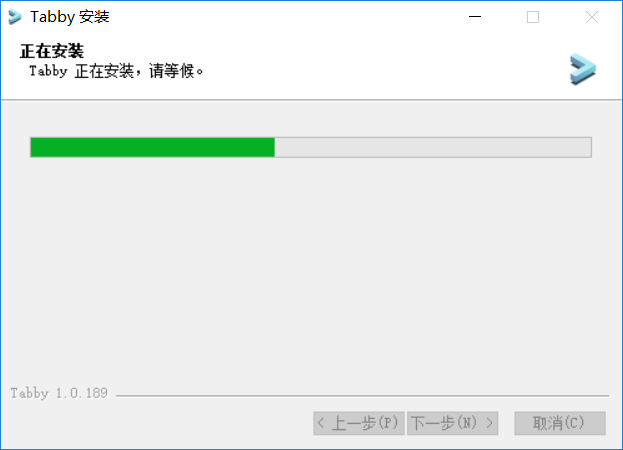 Tabby 安装
正在安装
Tabby 正在安装，请等候。
Tabby 1.0.189
< 上一步(P)
下一步(N) >
取消(C)